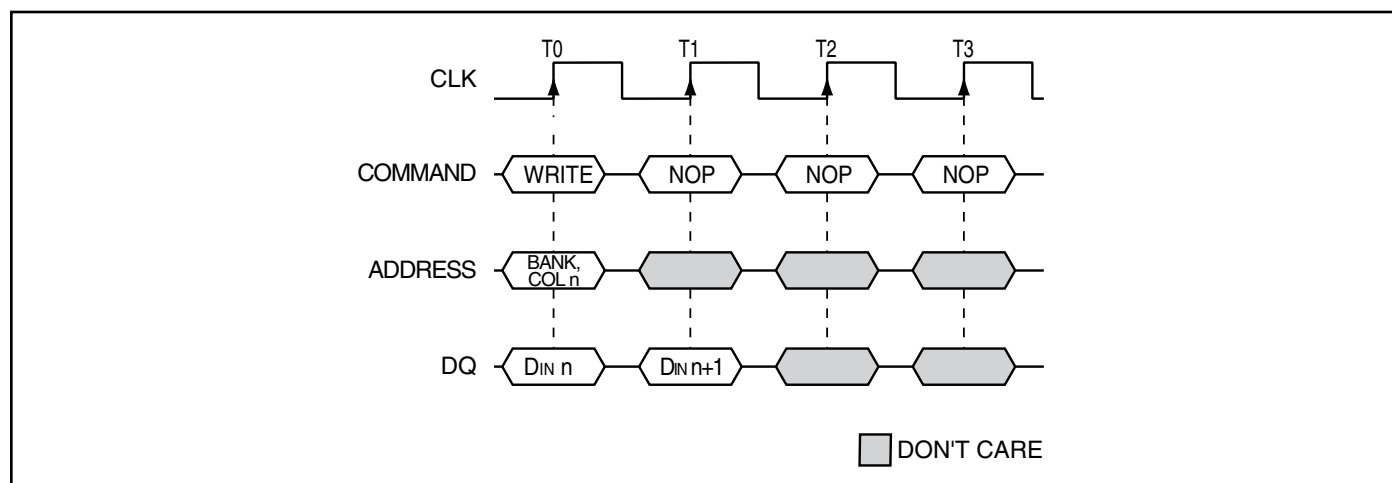 T0 T1 T2 T3
CLK
COMMAND WRITE NOP NOP NOP
ADDRESS BANK,
COL n
DQ DIN n DIN n+1
DON'T CARE